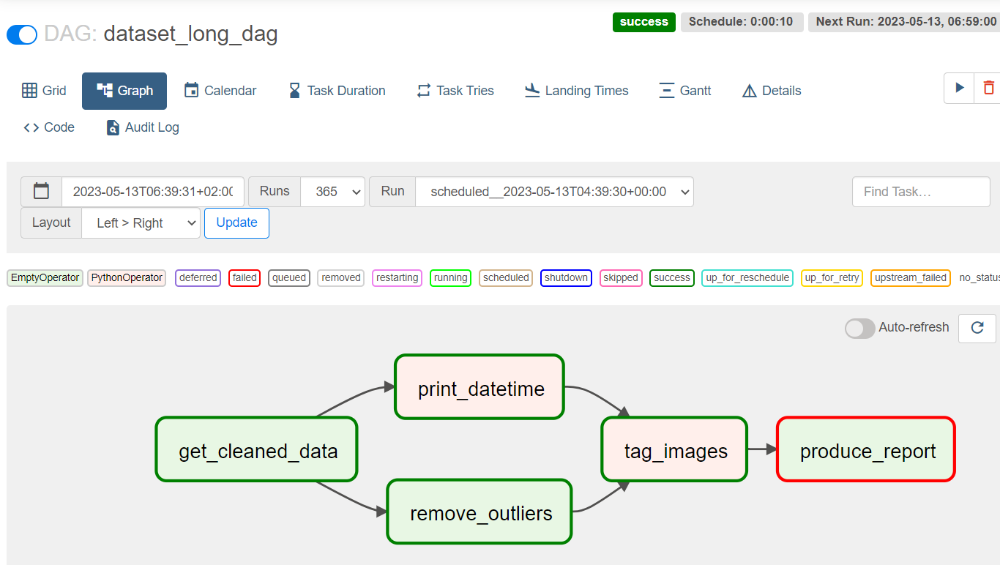 DAG: dataset_long_dag
success
Schedule: 0:00:10
Next Run: 2023-05-13, 06:59:00
Grid
Graph
Calendar
Task Duration
Task Tries
Landing Times
Gantt
Details
Code
Audit Log
2023-05-13T06:39:31+02:00
Runs
365
Run
scheduled__2023-05-13T04:39:30+00:00
Find Task…
Layout
Left > Right
Update
EmptyOperator
PythonOperator
deferred
failed
queued
removed
restarting
running
scheduled
shutdown
skipped
success
up_for_reschedule
up_for_retry
upstream_failed
no_status
Auto-refresh
print_datetime
get_cleaned_data
tag_images
produce_report
remove_outliers